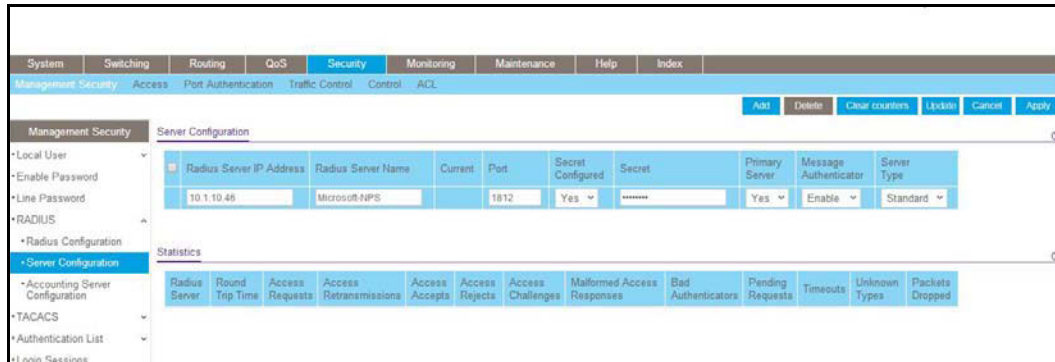 System Switching Routing QoS Security Monitoring Maintenance Help Index
Management Security Access Port Authentication Traffic Control Control ACL
Add Delete Clear counters Update Cancel Apply
Management Security
Local User
Enable Password
Line Password
RADIUS
Radius Configuration
Server Configuration
Accounting Server
Configuration
TACACS
Authentication List
Login Sessions
Server Configuration
Radius Server IP Address Radius Server Name Current Port Secret Configured Secret Primary Server Message Authenticator Server Type
10.1.10.46 Microsoft-NPS 1812 Yes •••••••• Yes Enable Standard
Statistics
Radius Server Round Trip Time Access Requests Access Retransmissions Access Accepts Access Rejects Access Challenges Malformed Access Responses Bad Authenticators Pending Requests Timeouts Unknown Types Packets Dropped